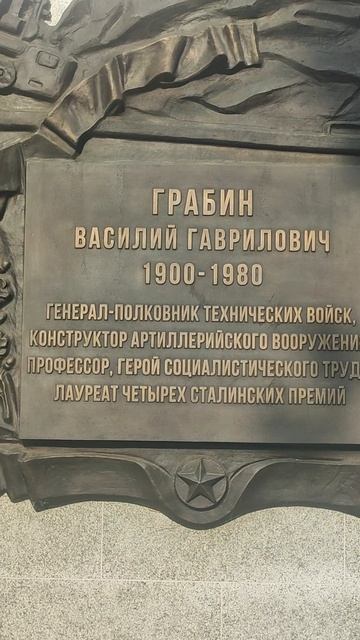 ГРАБИН
ВАСИЛИЙ ГАВРИЛОВИЧ
1900-1980
ГЕНЕРАЛ-ПОЛКОВНИК ТЕХНИЧЕСКИХ ВОЙСК,
КОНСТРУКТОР АРТИЛЛЕРИЙСКОГО ВООРУЖЕНИ
ПРОФЕССОР, ГЕРОЙ СОЦИАЛИСТИЧЕСКОГО ТРУД
ЛАУРЕАТ ЧЕТЫРЕХ СТАЛИНСКИХ ПРЕМИЙ